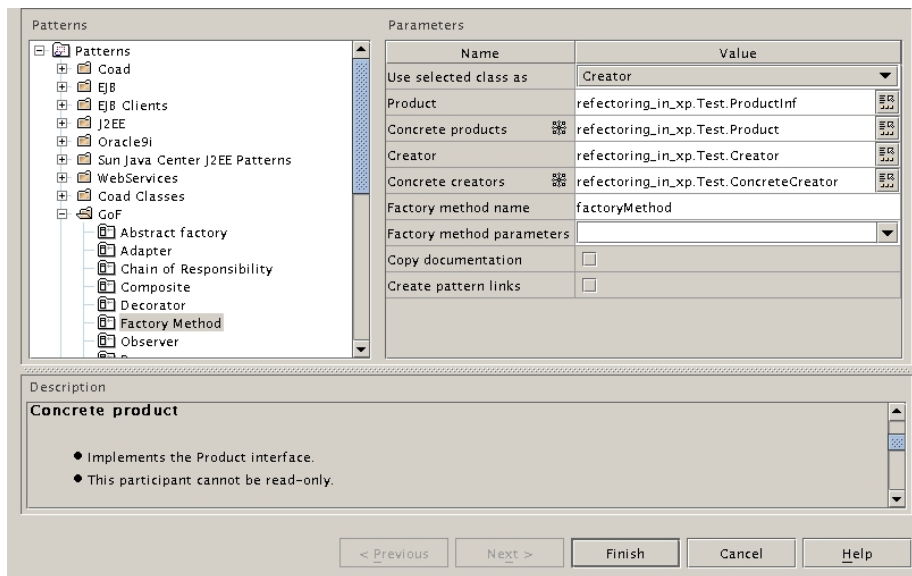 Patterns
Patterns
Coad
EJB
EJB Clients
J2EE
Oracle9i
Sun Java Center J2EE Patterns
WebServices
Coad Classes
GoF
Abstract factory
Adapter
Chain of Responsibility
Composite
Decorator
Factory Method
Observer
Parameters
Name Value
Use selected class as Creator
Product refectoring_in_xp.Test.ProductInf
Concrete products refectoring_in_xp.Test.Product
Creator refectoring_in_xp.Test.Creator
Concrete creators refectoring_in_xp.Test.ConcreteCreator
Factory method name factoryMethod
Factory method parameters
Copy documentation
Create pattern links
Description
Concrete product
Implements the Product interface.
This participant cannot be read-only.
< Previous Next > Finish Cancel Help